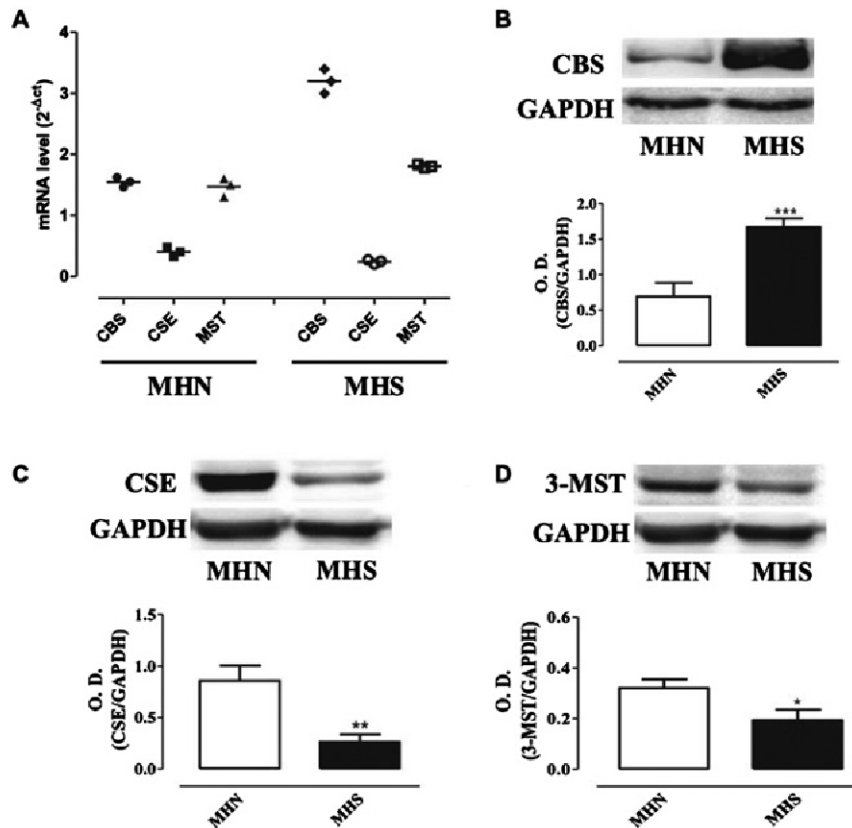 A
mRNA level (2^-Δct)
4
3
2
1
0
CBS
CSE
MST
CBS
CSE
MST
MHN
MHS
B
CBS
GAPDH
MHN
MHS
O. D.
(CBS/GAPDH)
2.0
1.5
1.0
0.5
0.0
***
MHN
MHS
C
CSE
GAPDH
MHN
MHS
O. D.
(CSE/GAPDH)
1.5
1.0
0.5
0.0
**
MHN
MHS
D
3-MST
GAPDH
MHN
MHS
O. D.
(3-MST/GAPDH)
0.6
0.4
0.2
0.0
*
MHN
MHS